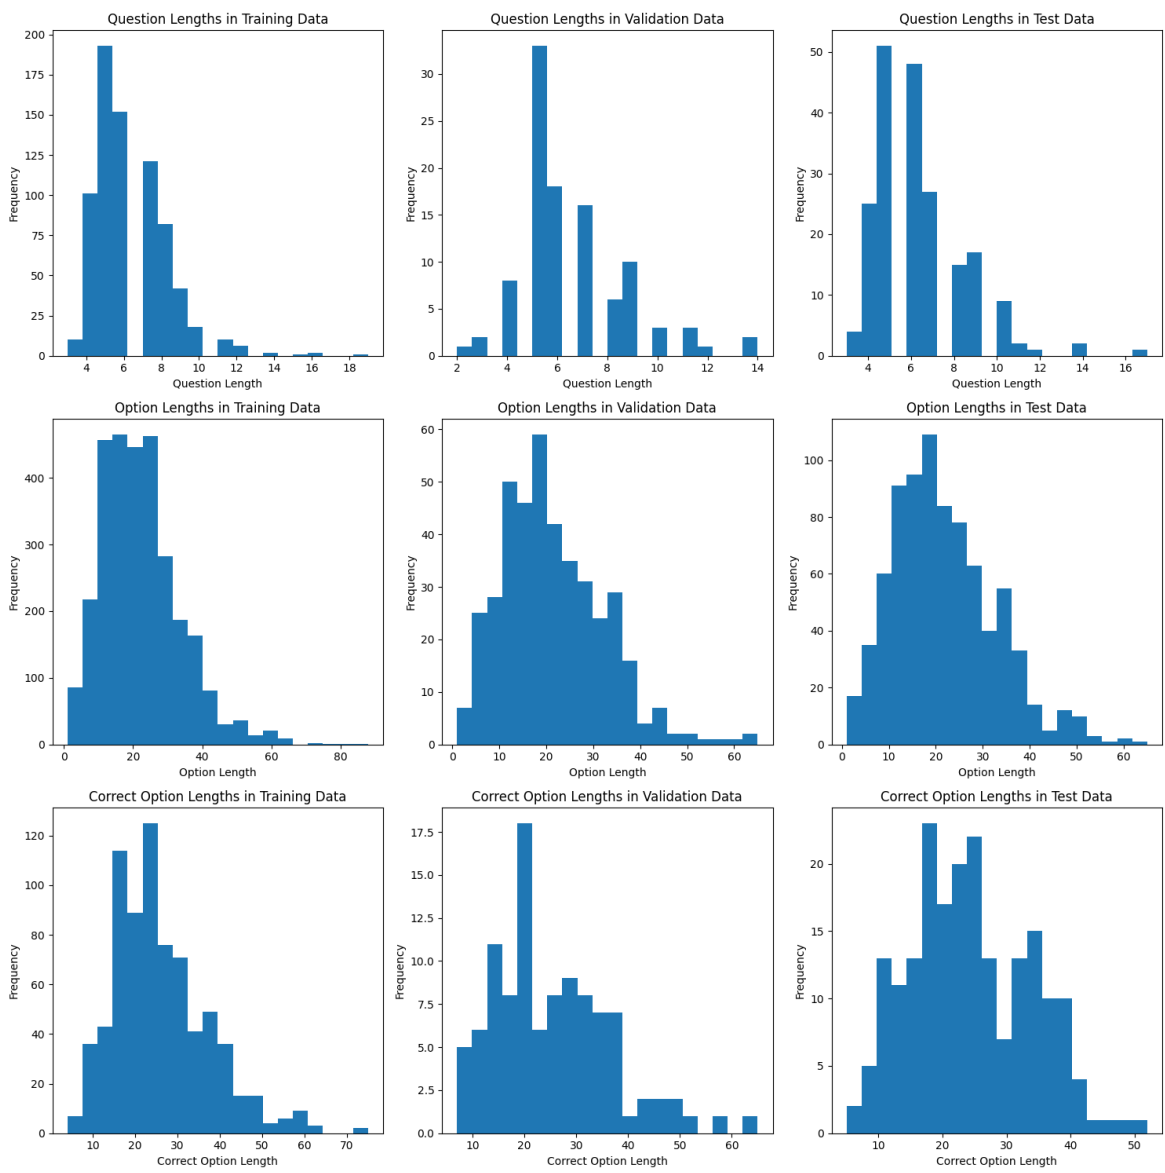 Question Lengths in Training Data
200
175
150
125
100
75
50
25
0
Frequency
4 6 8 10 12 14 16 18
Question Length
Question Lengths in Validation Data
30
25
20
15
10
5
0
Frequency
2 4 6 8 10 12 14
Question Length
Question Lengths in Test Data
50
40
30
20
10
0
Frequency
4 6 8 10 12 14 16
Question Length
Option Lengths in Training Data
400
300
200
100
0
Frequency
0 20 40 60 80
Option Length
Option Lengths in Validation Data
60
50
40
30
20
10
0
Frequency
0 10 20 30 40 50 60
Option Length
Option Lengths in Test Data
100
80
60
40
20
0
Frequency
0 10 20 30 40 50 60
Option Length
Correct Option Lengths in Training Data
120
100
80
60
40
20
0
Frequency
10 20 30 40 50 60 70
Correct Option Length
Correct Option Lengths in Validation Data
17.5
15.0
12.5
10.0
7.5
5.0
2.5
0.0
Frequency
10 20 30 40 50 60
Correct Option Length
Correct Option Lengths in Test Data
20
15
10
5
0
Frequency
10 20 30 40 50
Correct Option Length